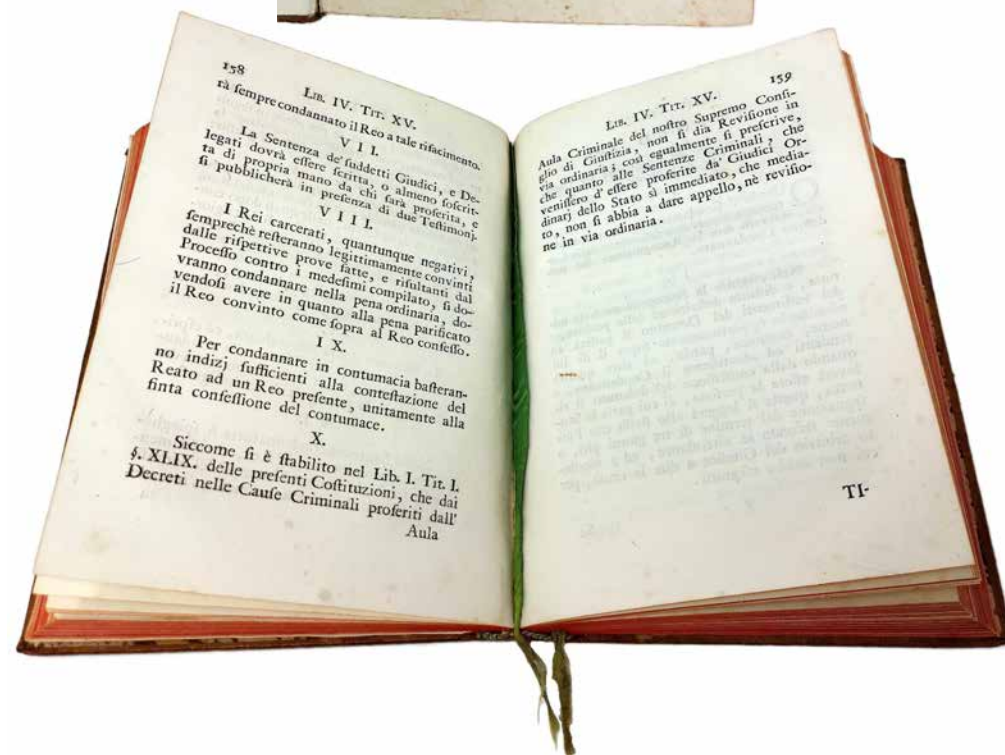 158
LIB. IV. TIT. XV.
rà ſempre condannato il Reo a tale riſacimento.
VII.
La Sentenza de' ſuddetti Giudici, e De-
legati dovrà eſſere ſcritta, o almeno ſoſcrit-
ta di propria mano da chi ſarà proferita, e
ſi pubblicherà in preſenza di due Teſtimonj.
VIII.
I Rei carcerati, quantunque negativi,
ſemprechè reſteranno legittimamente convinti
dalle riſpettive prove fatte, e riſultanti dal
Proceſſo contro i medeſimi compilato, ſi do-
vranno condannare nella pena ordinaria, do-
vendoſi avere in quanto alla pena parificato
il Reo convinto come ſopra al Reo confeſſo.
IX.
Per condannare in contumacia baſteran-
no indizj ſufficienti alla conteſtazione del
Reato ad un Reo preſente, unitamente alla
finta confeſſione del contumace.
X.
Siccome ſi è ſtabilito nel Lib. I. Tit. I.
§. XLIX. delle preſenti Coſtituzioni, che dai
Decreti nelle Cauſe Criminali proferiti dall'
Aula
159
LIB. IV. TIT. XV.
Aula Criminale del noſtro Supremo Conſi-
glio di Giuſtizia, non ſi dia Reviſione in
via ordinaria; così egualmente ſi preſcrive,
che quanto alle Sentenze Criminali, che
veniſſero d' eſſere proferite da' Giudici Or-
dinarj dello Stato sì immediato, che media-
to, non ſi abbia a dare appello, nè reviſio-
ne in via ordinaria.
TI-